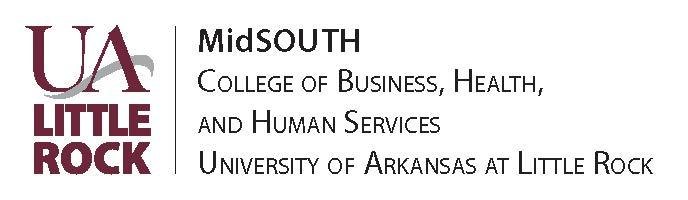 UA
LITTLE
ROCK
MidSOUTH
COLLEGE OF BUSINESS, HEALTH,
AND HUMAN SERVICES
UNIVERSITY OF ARKANSAS AT LITTLE ROCK